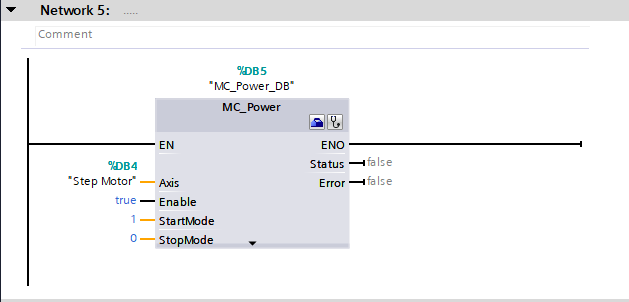 Network 5: .....
Comment
%DB5
"MC_Power_DB"
MC_Power
EN ENO
Status false
%DB4
"Step Motor" Axis Error false
true Enable
1 StartMode
0 StopMode